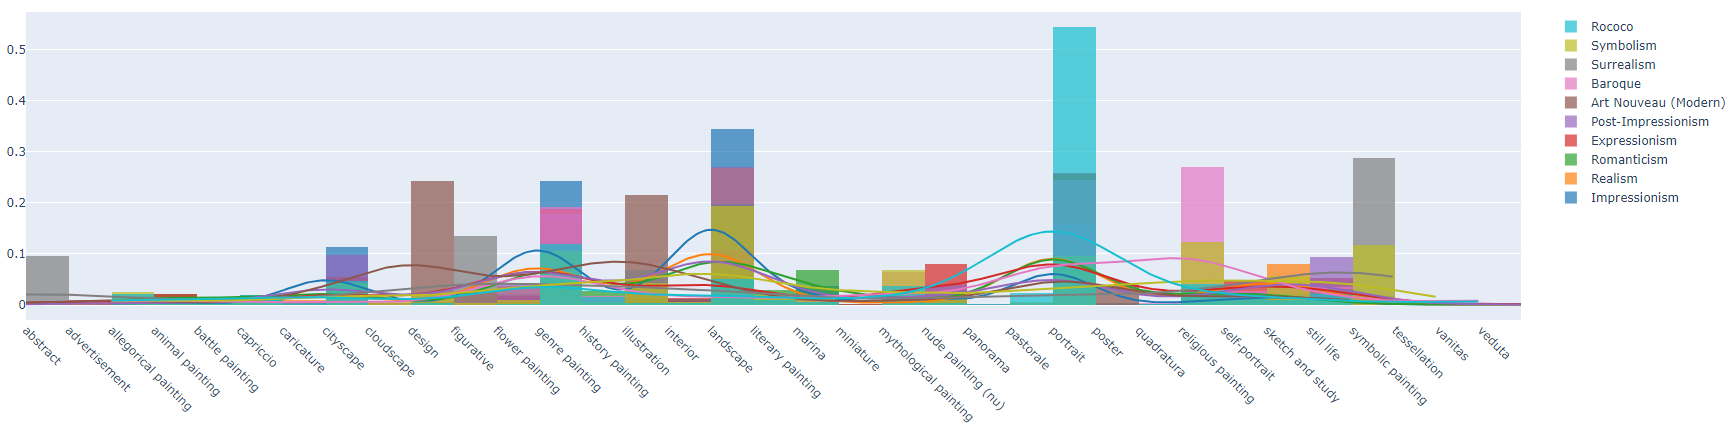 0.5
0.4
0.3
0.2
0.1
0
abstract
advertisement
allegorical painting
animal painting
battle painting
capriccio
caricature
cityscape
cloudscape
design
figurative
flower painting
genre painting
history painting
illustration
interior
landscape
literary painting
marina
miniature
mythological painting
nude painting (nu)
panorama
pastorale
portrait
poster
quadratura
religious painting
self-portrait
sketch and study
still life
symbolic painting
tessellation
vanitas
veduta
Rococo
Symbolism
Surrealism
Baroque
Art Nouveau (Modern)
Post-Impressionism
Expressionism
Romanticism
Realism
Impressionism